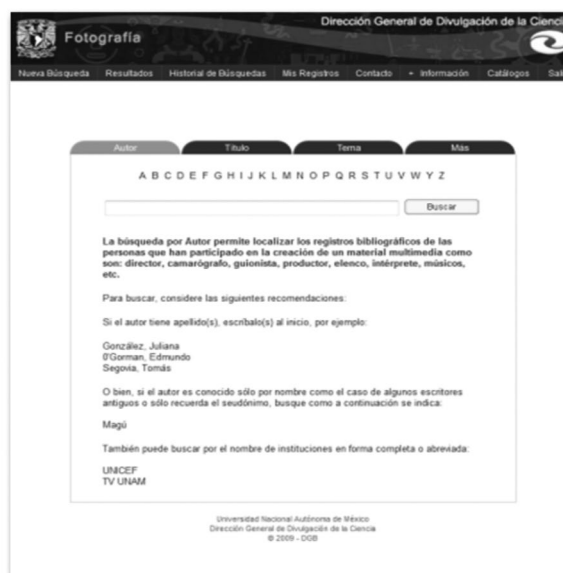 Dirección General de Divulgación de la Cienci
Fotografía
Nueva Búsqueda Resultados Historial de Búsquedas Mis Registros Contacto + Información Catálogos Sali
Autor Título Tema Más
A B C D E F G H I J K L M N O P Q R S T U V W Y Z
Buscar
La búsqueda por Autor permite localizar los registros bibliográficos de las
personas que han participado en la creación de un material multimedia como
son: director, camarógrafo, guionista, productor, elenco, intérprete, músicos,
etc.
Para buscar, considere las siguientes recomendaciones:
Si el autor tiene apellido(s), escríbalo(s) al inicio, por ejemplo:
González, Juliana
O'Gorman, Edmundo
Segovia, Tomás
O bien, si el autor es conocido sólo por nombre como el caso de algunos escritores
antiguos o sólo recuerda el seudónimo, busque como a continuación se indica:
Magú
También puede buscar por el nombre de instituciones en forma completa o abreviada:
UNICEF
TV UNAM
Universidad Nacional Autónoma de México
Dirección General de Divulgación de la Ciencia
© 2009 - DGB